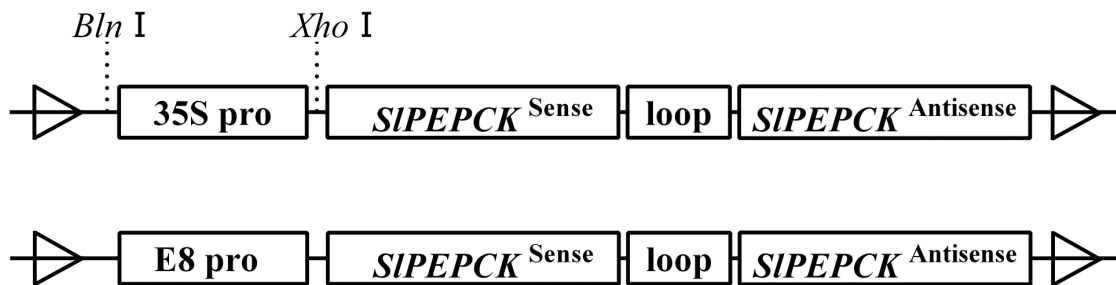 Bln I Xho I
35S pro SlPEPCK Sense loop SlPEPCK Antisense
E8 pro SlPEPCK Sense loop SlPEPCK Antisense